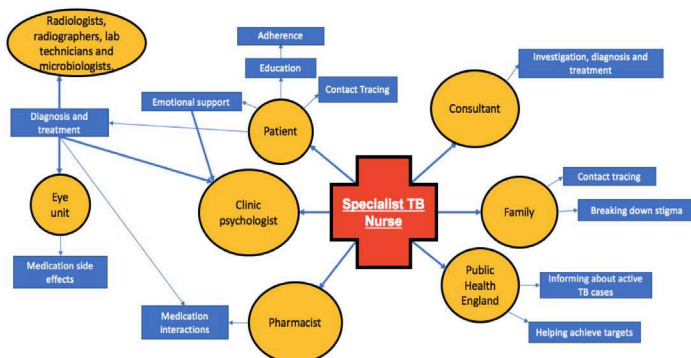 Radiologists,
radiographers, lab
technicians and
microbiologists.
Adherence
Education
Contact Tracing
Emotional support
Patient
Diagnosis and
treatment
Investigation, diagnosis and
treatment
Consultant
Eye
unit
Clinic
psychologist
Specialist TB
Nurse
Contact tracing
Family
Breaking down stigma
Medication side
effects
Medication
interactions
Pharmacist
Public
Health
England
Informing about active
TB cases
Helping achieve targets